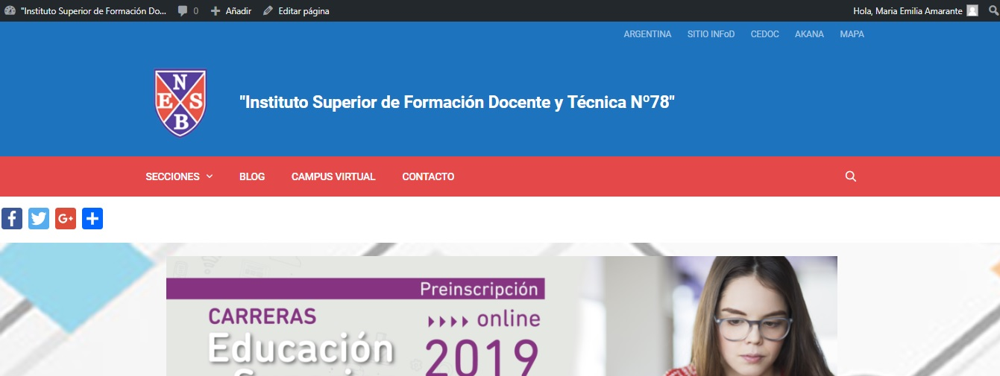 "Instituto Superior de Formación Do... 0 Añadir Editar página Hola, Maria Emilia Amarante
ARGENTINA SITIO INFoD CEDOC AKANA MAPA
N
E S
B
"Instituto Superior de Formación Docente y Técnica Nº78"
SECCIONES BLOG CAMPUS VIRTUAL CONTACTO
f G+
Preinscripción
CARRERAS
online
Educación
2019